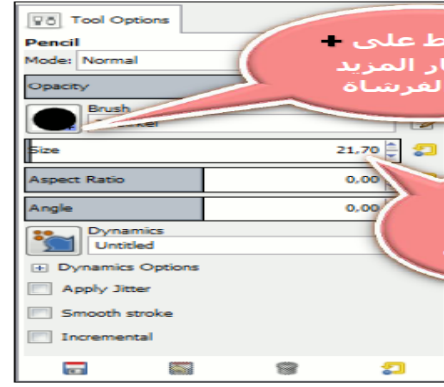 Tool Options
Pencil
Mode: Normal
ط على +
ار المزيد
لفرشاة
Opacity
Brush
Size 21,70
Aspect Ratio 0,00
Angle 0,00
Dynamics
Untitled
Dynamics Options
Apply Jitter
Smooth stroke
Incremental